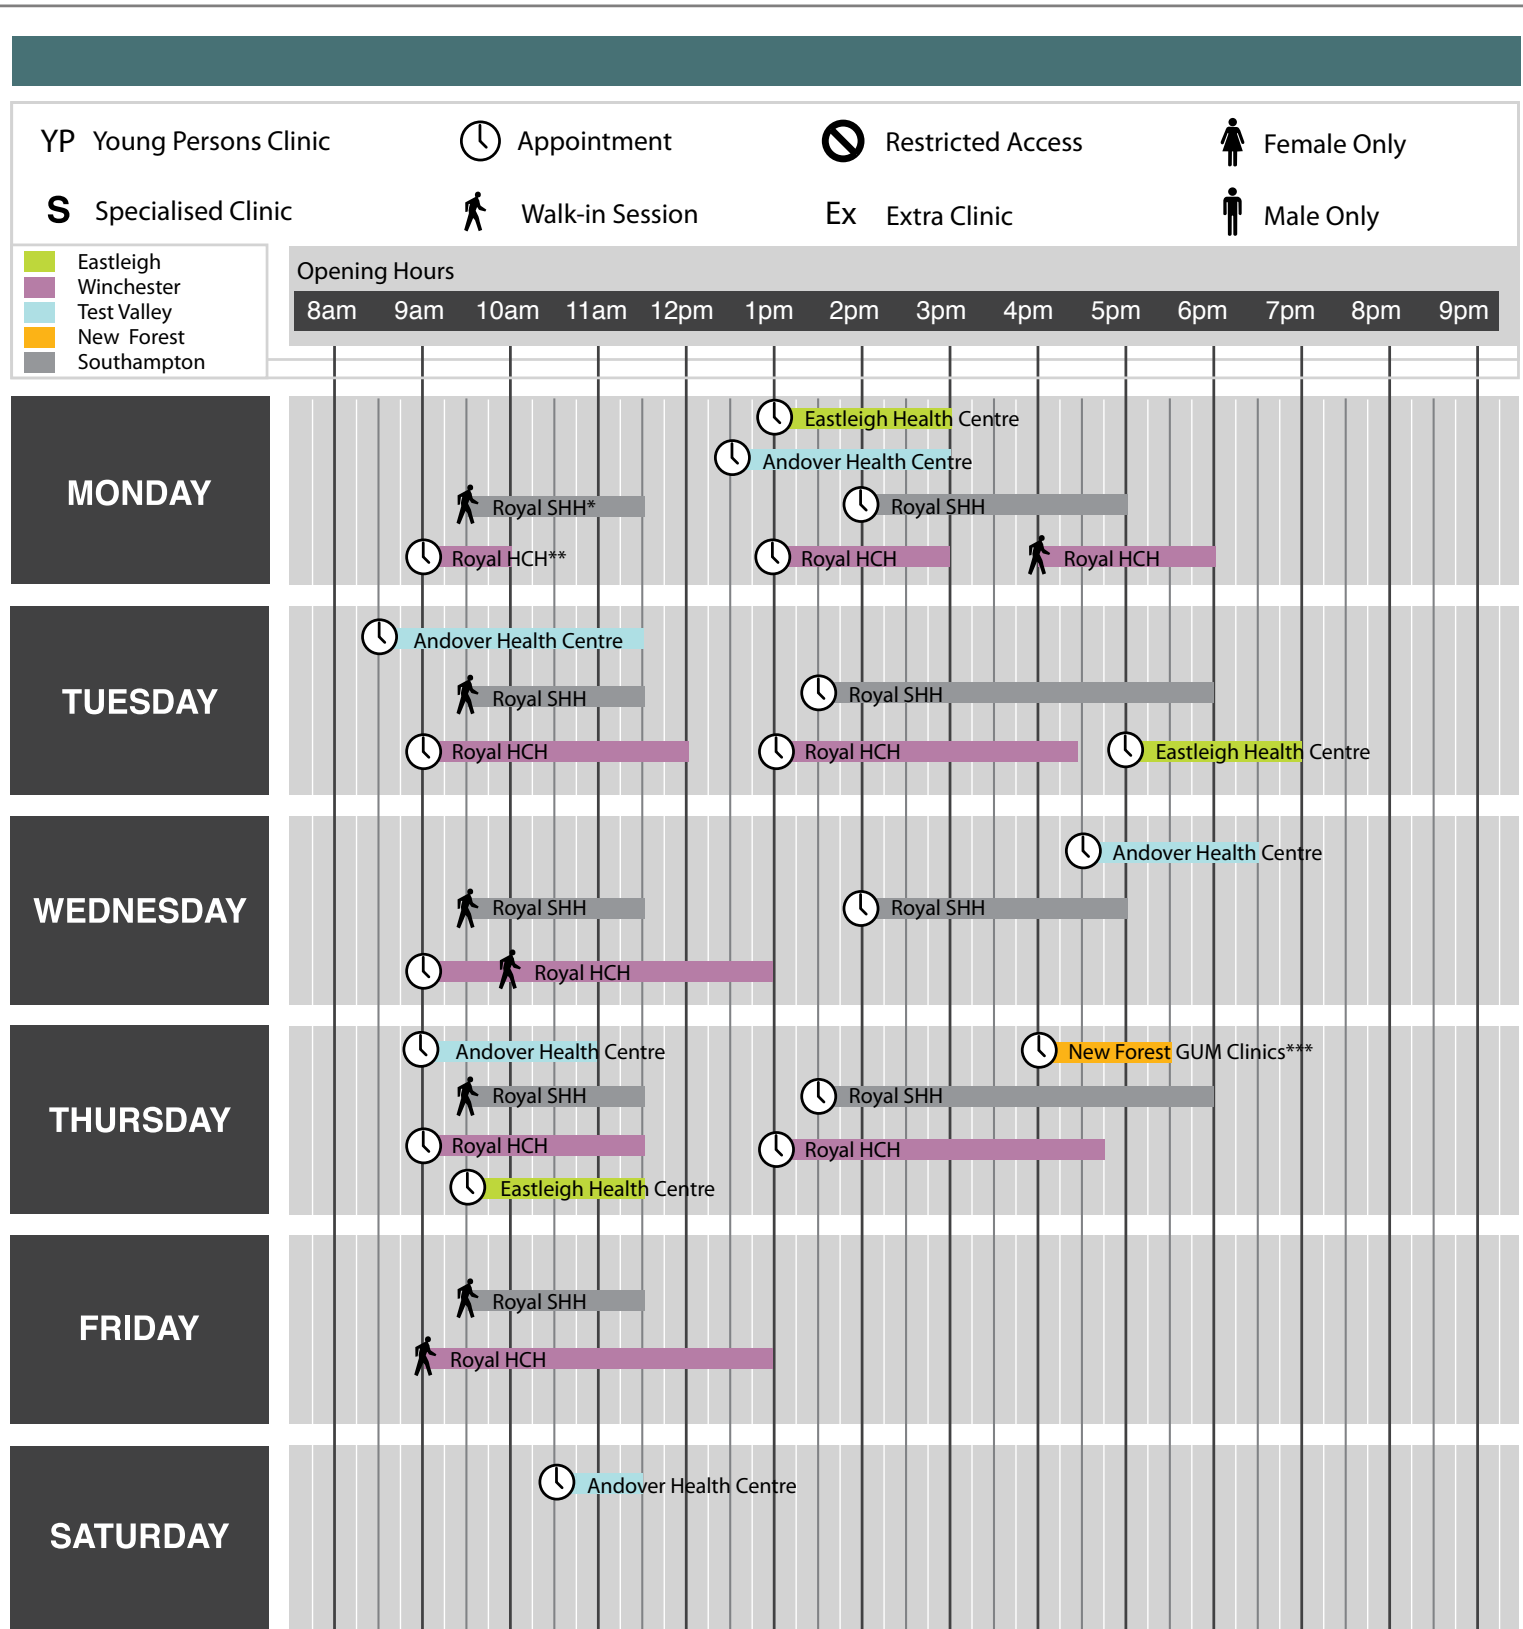 YP Young Persons Clinic Appointment Restricted Access Female Only
S Specialised Clinic Walk-in Session Ex Extra Clinic Male Only
Eastleigh
Winchester
Test Valley
New Forest
Southampton
Opening Hours
8am 9am 10am 11am 12pm 1pm 2pm 3pm 4pm 5pm 6pm 7pm 8pm 9pm
MONDAY
Eastleigh Health Centre
Andover Health Centre
Royal SHH* Royal SHH
Royal HCH** Royal HCH Royal HCH
TUESDAY
Andover Health Centre
Royal SHH Royal SHH
Royal HCH Royal HCH Eastleigh Health Centre
WEDNESDAY
Andover Health Centre
Royal SHH Royal SHH
Royal HCH
THURSDAY
Andover Health Centre New Forest GUM Clinics***
Royal SHH Royal SHH
Royal HCH Royal HCH
Eastleigh Health Centre
FRIDAY
Royal SHH
Royal HCH
SATURDAY
Andover Health Centre